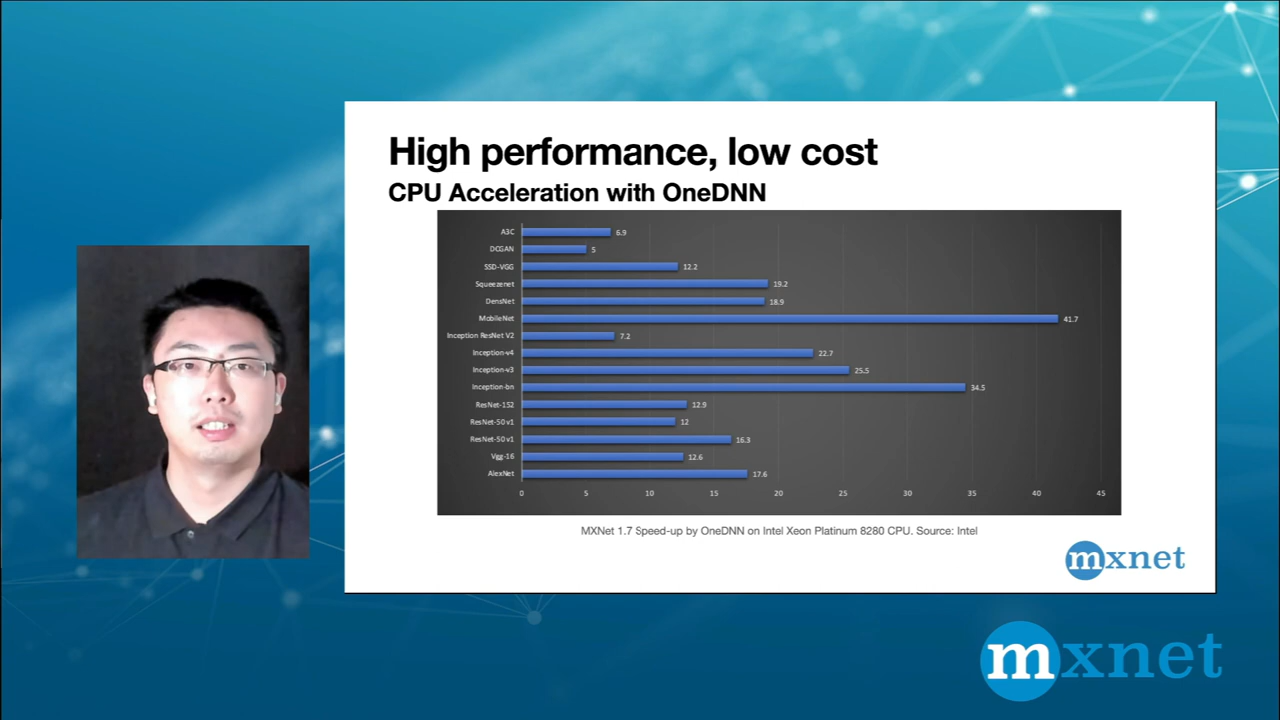 High performance, low cost
CPU Acceleration with OneDNN
A3C 6.9
DCGAN 5
SSD-VGG 12.2
Squeezenet 19.2
DensNet 18.9
MobileNet 41.7
Inception ResNet V2 7.2
Inception-v4 22.7
Inception-v3 25.5
Inception-bn 34.5
ResNet-152 12.9
ResNet-50 v1 12
ResNet-50 v1 16.3
Vgg-16 12.6
AlexNet 17.6
0 5 10 15 20 25 30 35 40 45
MXNet 1.7 Speed-up by OneDNN on Intel Xeon Platinum 8280 CPU. Source: Intel
mxnet
mxnet